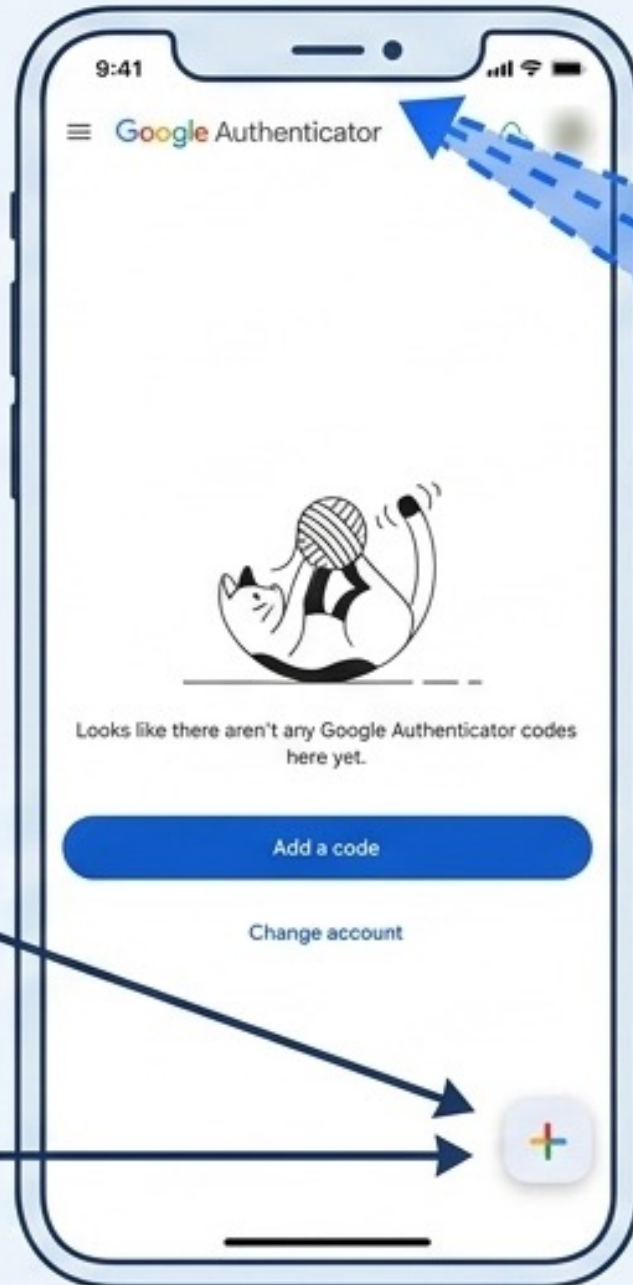 9:41
Google Authenticator
Looks like there aren't any Google Authenticator codes
here yet.
Add a code
Change account